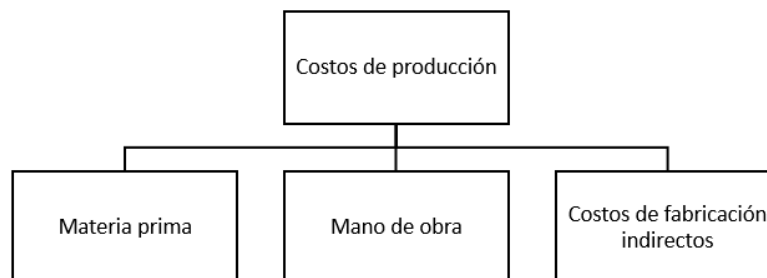 Costos de producción
Materia prima
Mano de obra
Costos de fabricación
indirectos